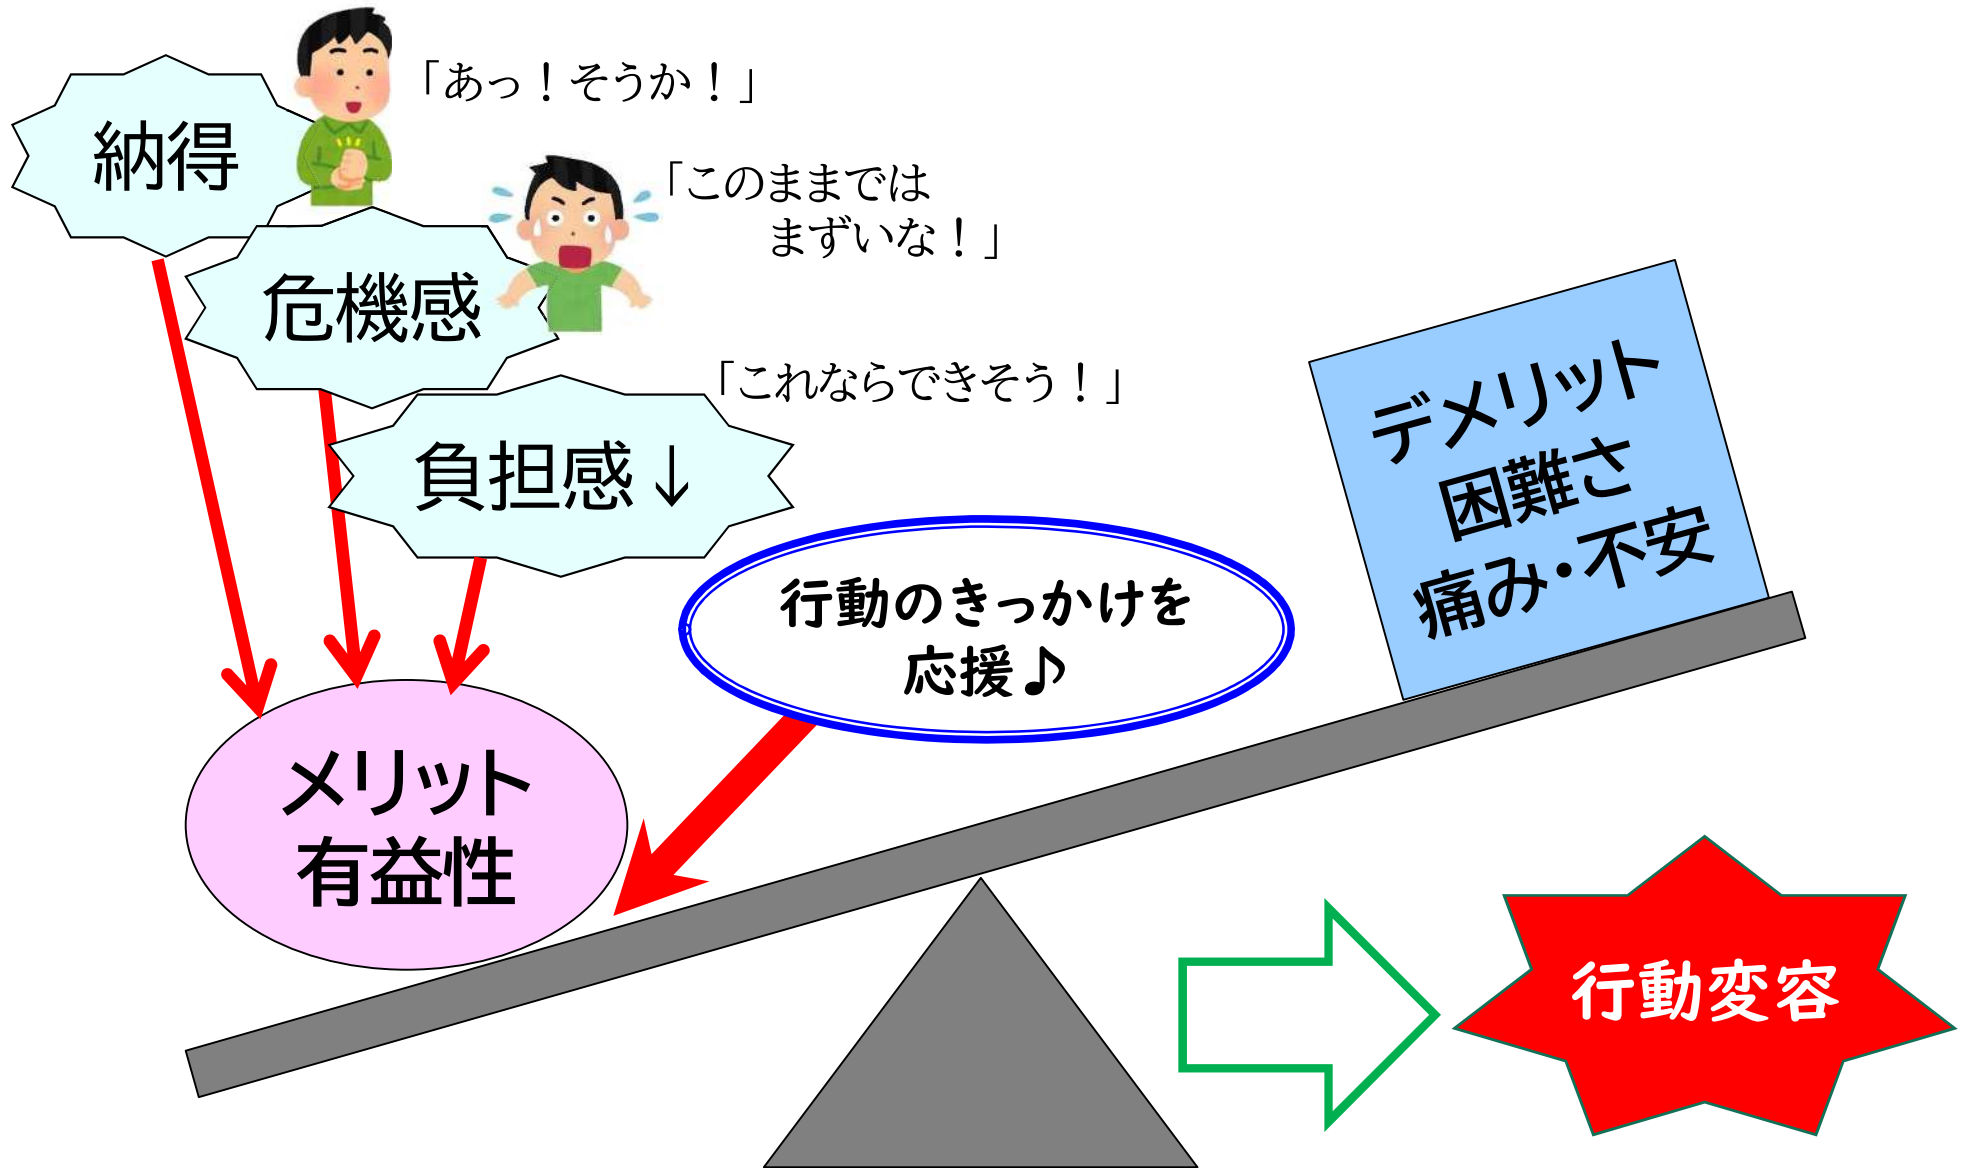 納得
「あっ！そうか！」
危機感
「このままでは
まずいな！」
負担感↓
「これならできそう！」
行動のきっかけを
応援♪
メリット
有益性
デメリット
困難さ
痛み・不安
行動変容